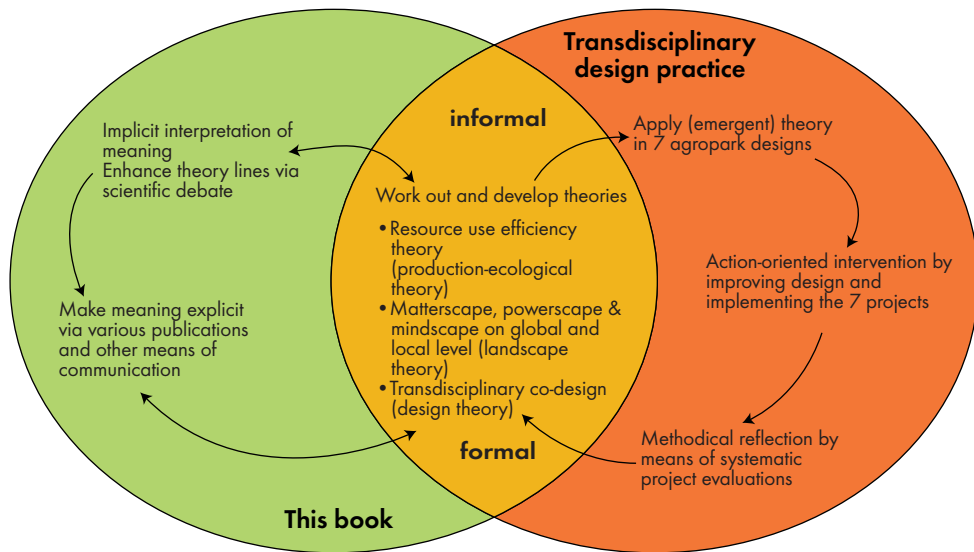 Transdisciplinary
design practice
informal
Implicit interpretation of
meaning
Enhance theory lines via
scientific debate
Apply (emergent) theory
in 7 agropark designs
Work out and develop theories
•Resource use efficiency
theory
(production-ecological
theory)
•Matterscape, powerscape &
mindscape on global and
local level (landscape
theory)
•Transdisciplinary co-design
(design theory)
Action-oriented intervention by
improving design and
implementing the 7 projects
Make meaning explicit
via various publications
and other means of
communication
Methodical reflection by
means of systematic
project evaluations
formal
This book